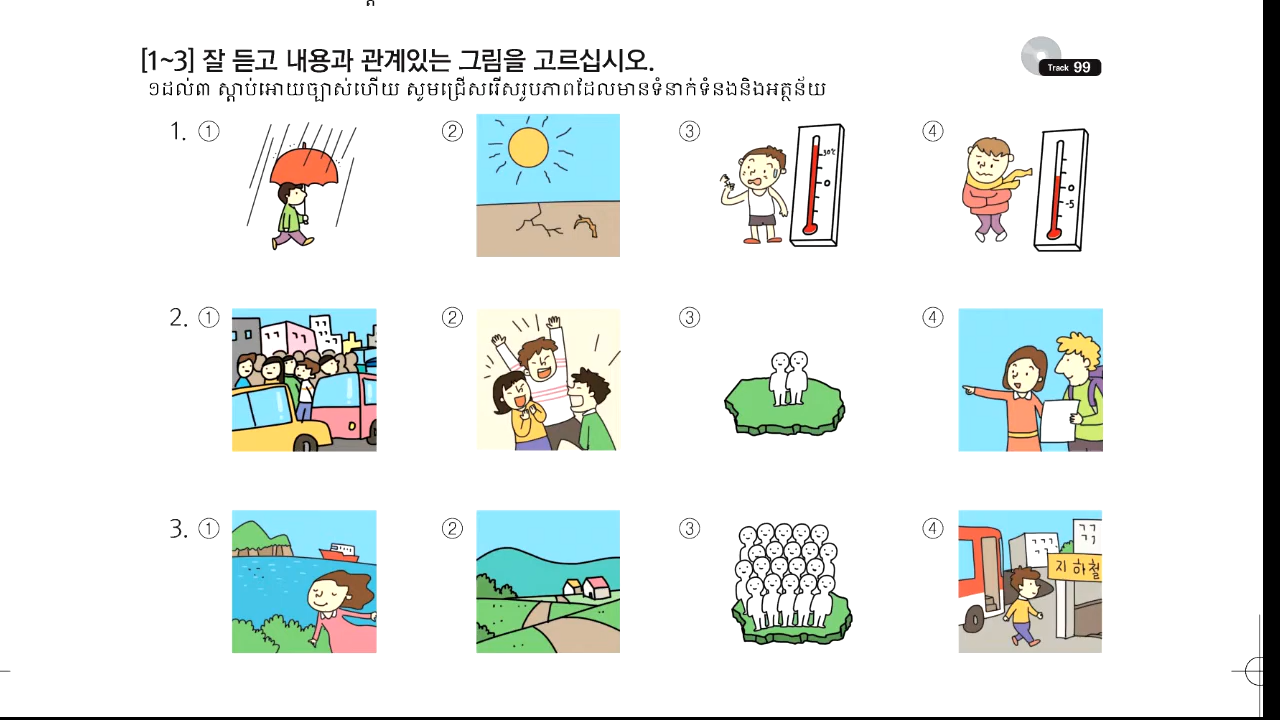 [1~3] 잘 듣고 내용과 관계있는 그림을 고르십시오.
Track 99
១ដល់៣ ស្ដាប់អោយច្បាស់ហើយ សូមជ្រើសរើសរូបភាពដែលមានទំនាក់ទំនងនិងអត្ថន័យ
1. ① ② ③ ④
30℃
0
0
-5
2. ① ② ③ ④
3. ① ② ③ ④
지하철